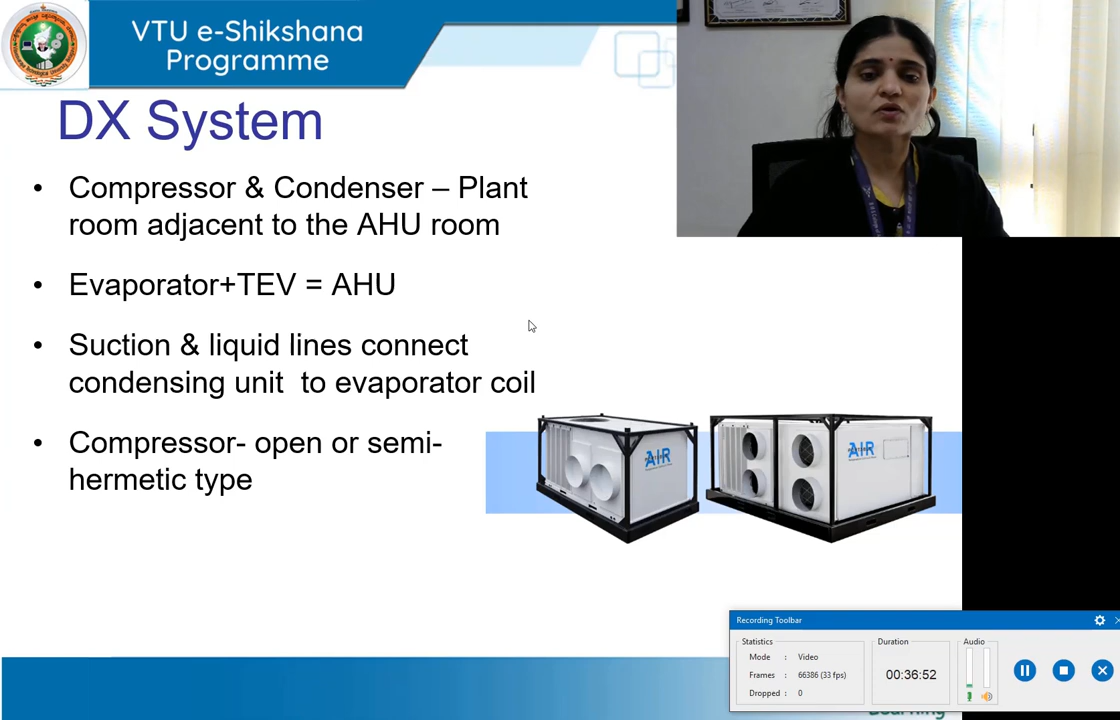 VTU e-Shikshana
Programme
DX System
• Compressor & Condenser – Plant
room adjacent to the AHU room
• Evaporator+TEV = AHU
• Suction & liquid lines connect
condensing unit to evaporator coil
• Compressor- open or semi-
hermetic type
AIR
AIR
Recording Toolbar
Statistics
Mode : Video
Frames : 66386 (33 fps)
Dropped : 0
Duration
00:36:52
Audio